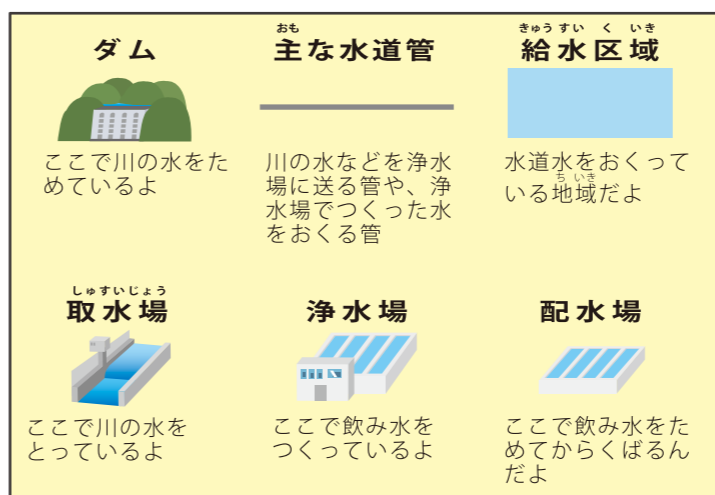 ダム
ここで川の水をた
めているよ
おも
主な水道管
川の水などを浄水
場に送る管や、浄
水場でつくった水
をおくる管
きゅうすいくいき
給水区域
水道水をおくって
ちいき
いる地域だよ
しゅすいじょう
取水場
ここで川の水を
とっているよ
浄水場
ここで飲み水を
つくっているよ
配水場
ここで飲み水をた
めてからくばるん
だよ